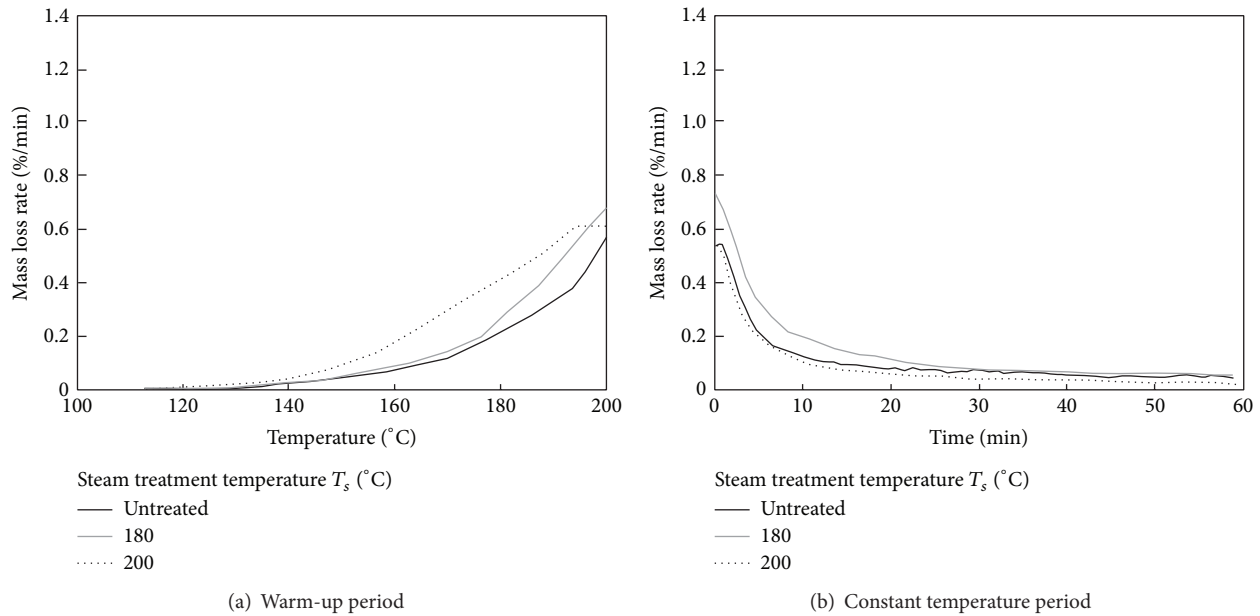 1.4
1.2
1.0
0.8
0.6
0.4
0.2
0
Mass loss rate (%/min)
100 120 140 160 180 200
Temperature (°C)
Steam treatment temperature Ts (°C)
Untreated
180
200
(a) Warm-up period
1.4
1.2
1.0
0.8
0.6
0.4
0.2
0
Mass loss rate (%/min)
0 10 20 30 40 50 60
Time (min)
Steam treatment temperature Ts (°C)
Untreated
180
200
(b) Constant temperature period